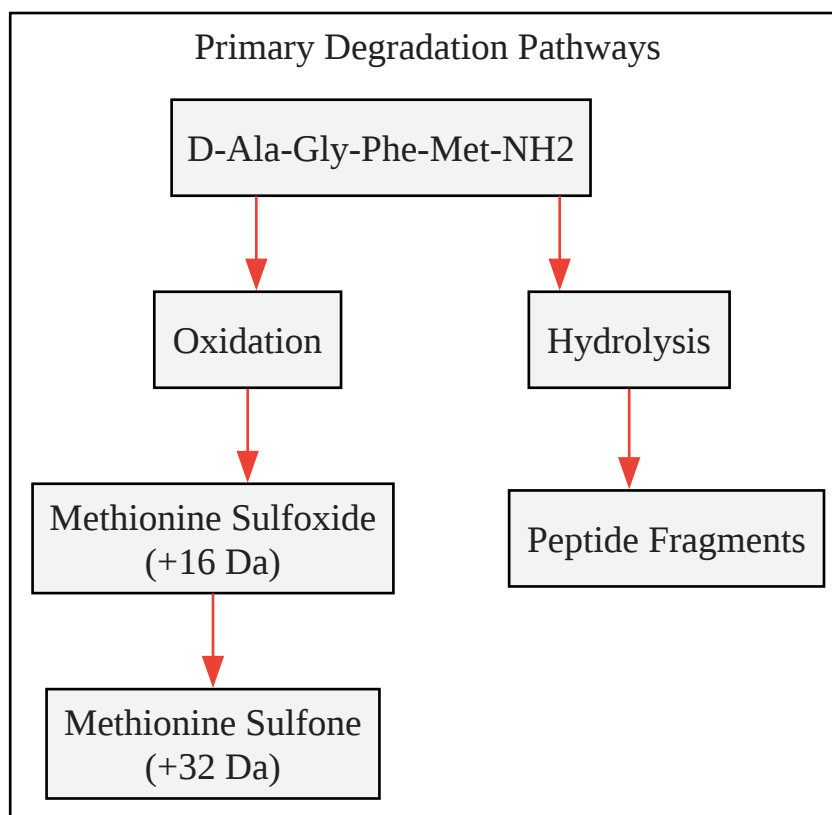 Primary Degradation Pathways
D-Ala-Gly-Phe-Met-NH2
Oxidation
Hydrolysis
Methionine Sulfoxide
(+16 Da)
Peptide Fragments
Methionine Sulfone
(+32 Da)